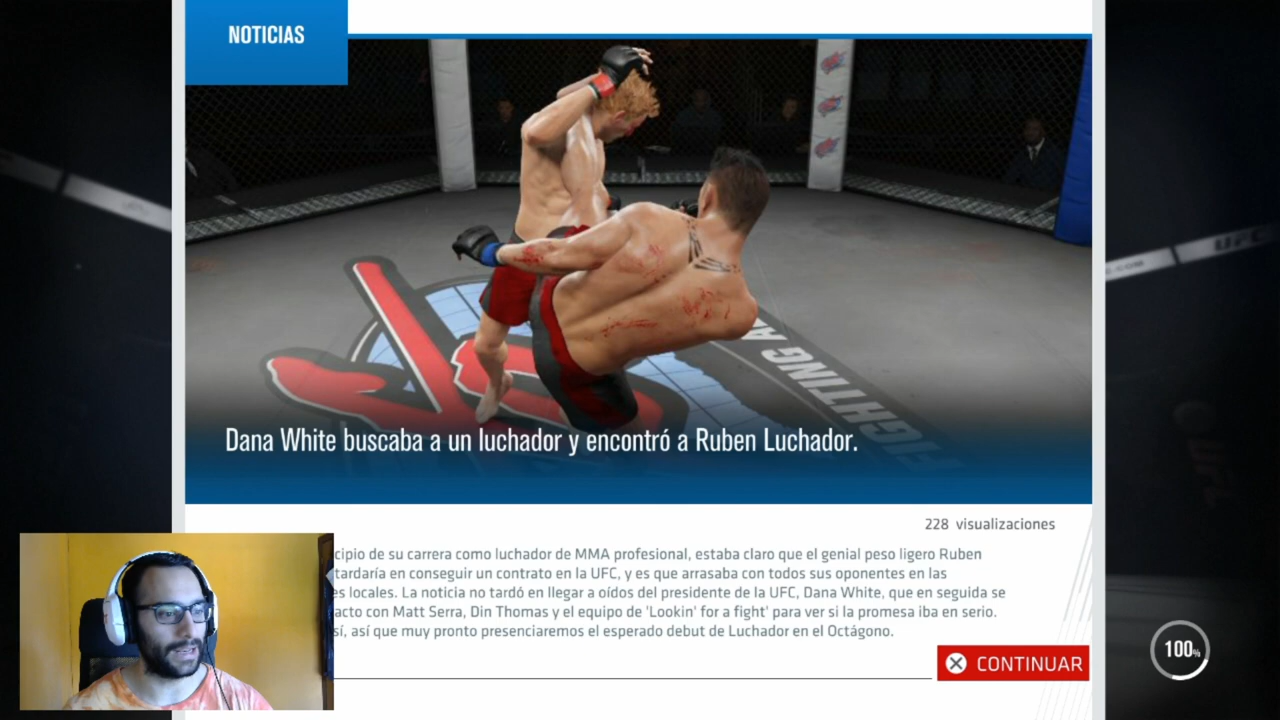 NOTICIAS
UFC
.COM
FIGHTING A
Dana White buscaba a un luchador y encontró a Ruben Luchador.
UFC
228 visualizaciones
cipio de su carrera como luchador de MMA profesional, estaba claro que el genial peso ligero Ruben
tardaría en conseguir un contrato en la UFC, y es que arrasaba con todos sus oponentes en las
es locales. La noticia no tardó en llegar a oídos del presidente de la UFC, Dana White, que en seguida se
acto con Matt Serra, Din Thomas y el equipo de 'Lookin' for a fight' para ver si la promesa iba en serio.
sí, así que muy pronto presenciaremos el esperado debut de Luchador en el Octágono.
CONTINUAR
100%